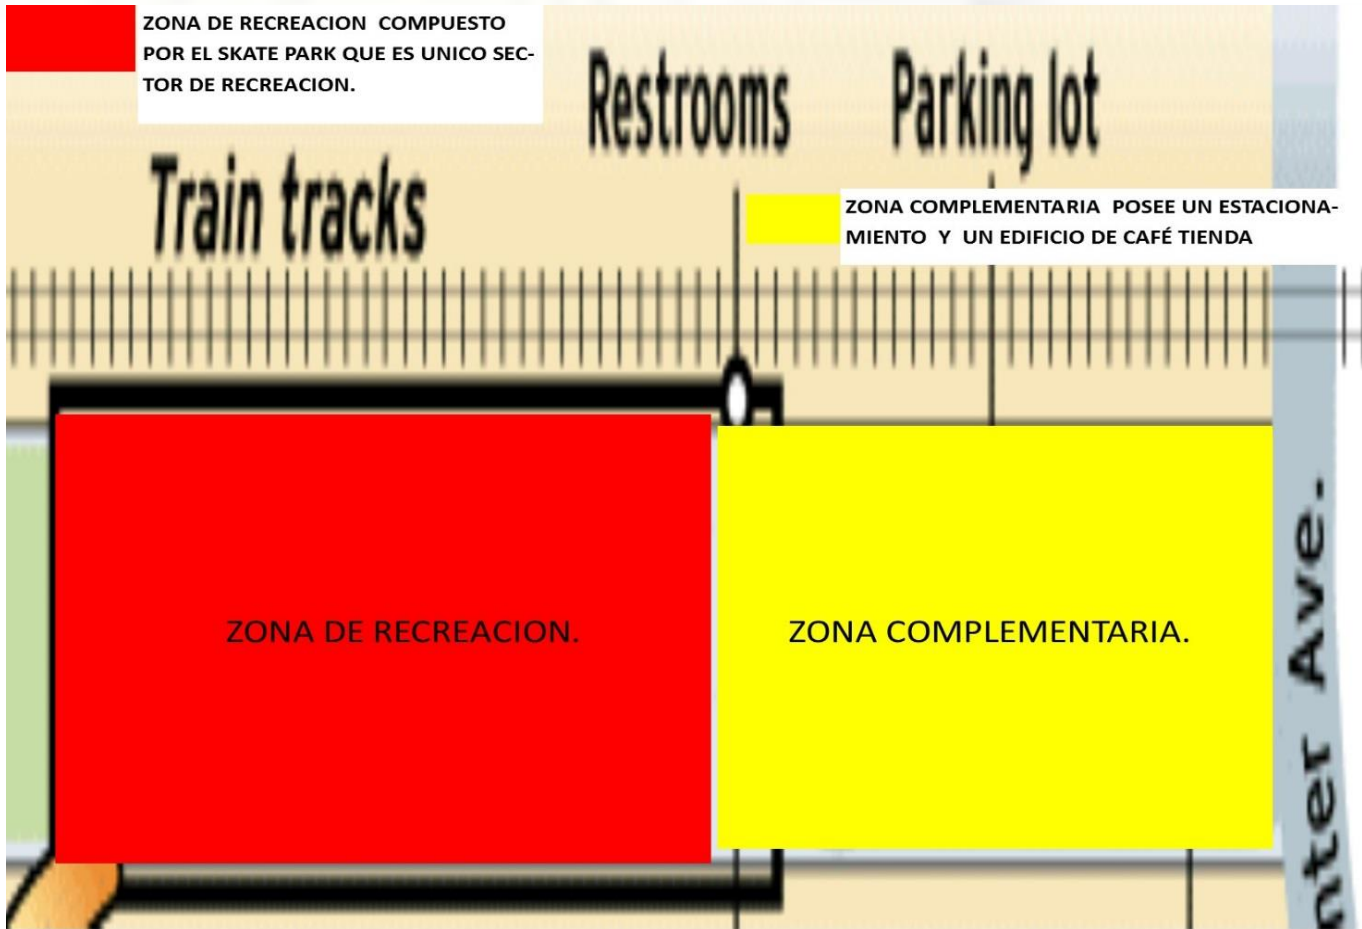 ZONA DE RECREACION COMPUESTO
POR EL SKATE PARK QUE ES UNICO SEC-
TOR DE RECREACION.
Restrooms
Parking lot
Train tracks
ZONA COMPLEMENTARIA POSEE UN ESTACIONA-
MIENTO Y UN EDIFICIO DE CAFÉ TIENDA
ZONA DE RECREACION.
ZONA COMPLEMENTARIA.
nter Ave.